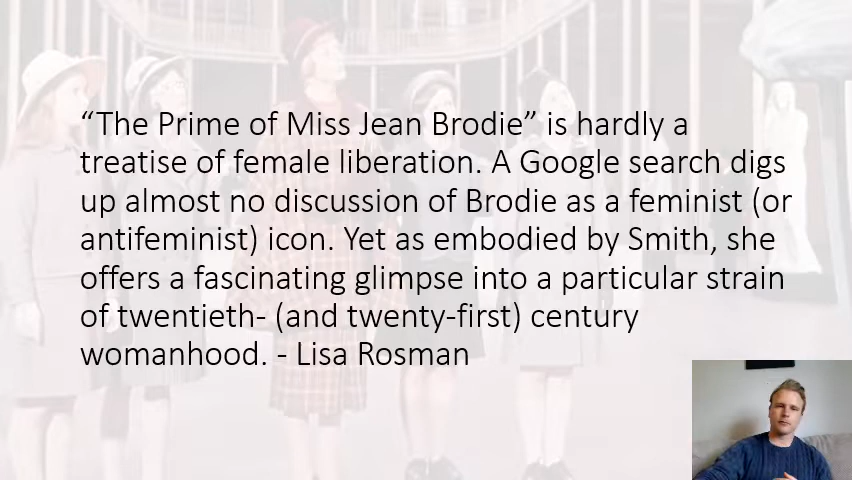 “The Prime of Miss Jean Brodie” is hardly a
treatise of female liberation. A Google search digs
up almost no discussion of Brodie as a feminist (or
antifeminist) icon. Yet as embodied by Smith, she
offers a fascinating glimpse into a particular strain
of twentieth- (and twenty-first) century
womanhood. - Lisa Rosman